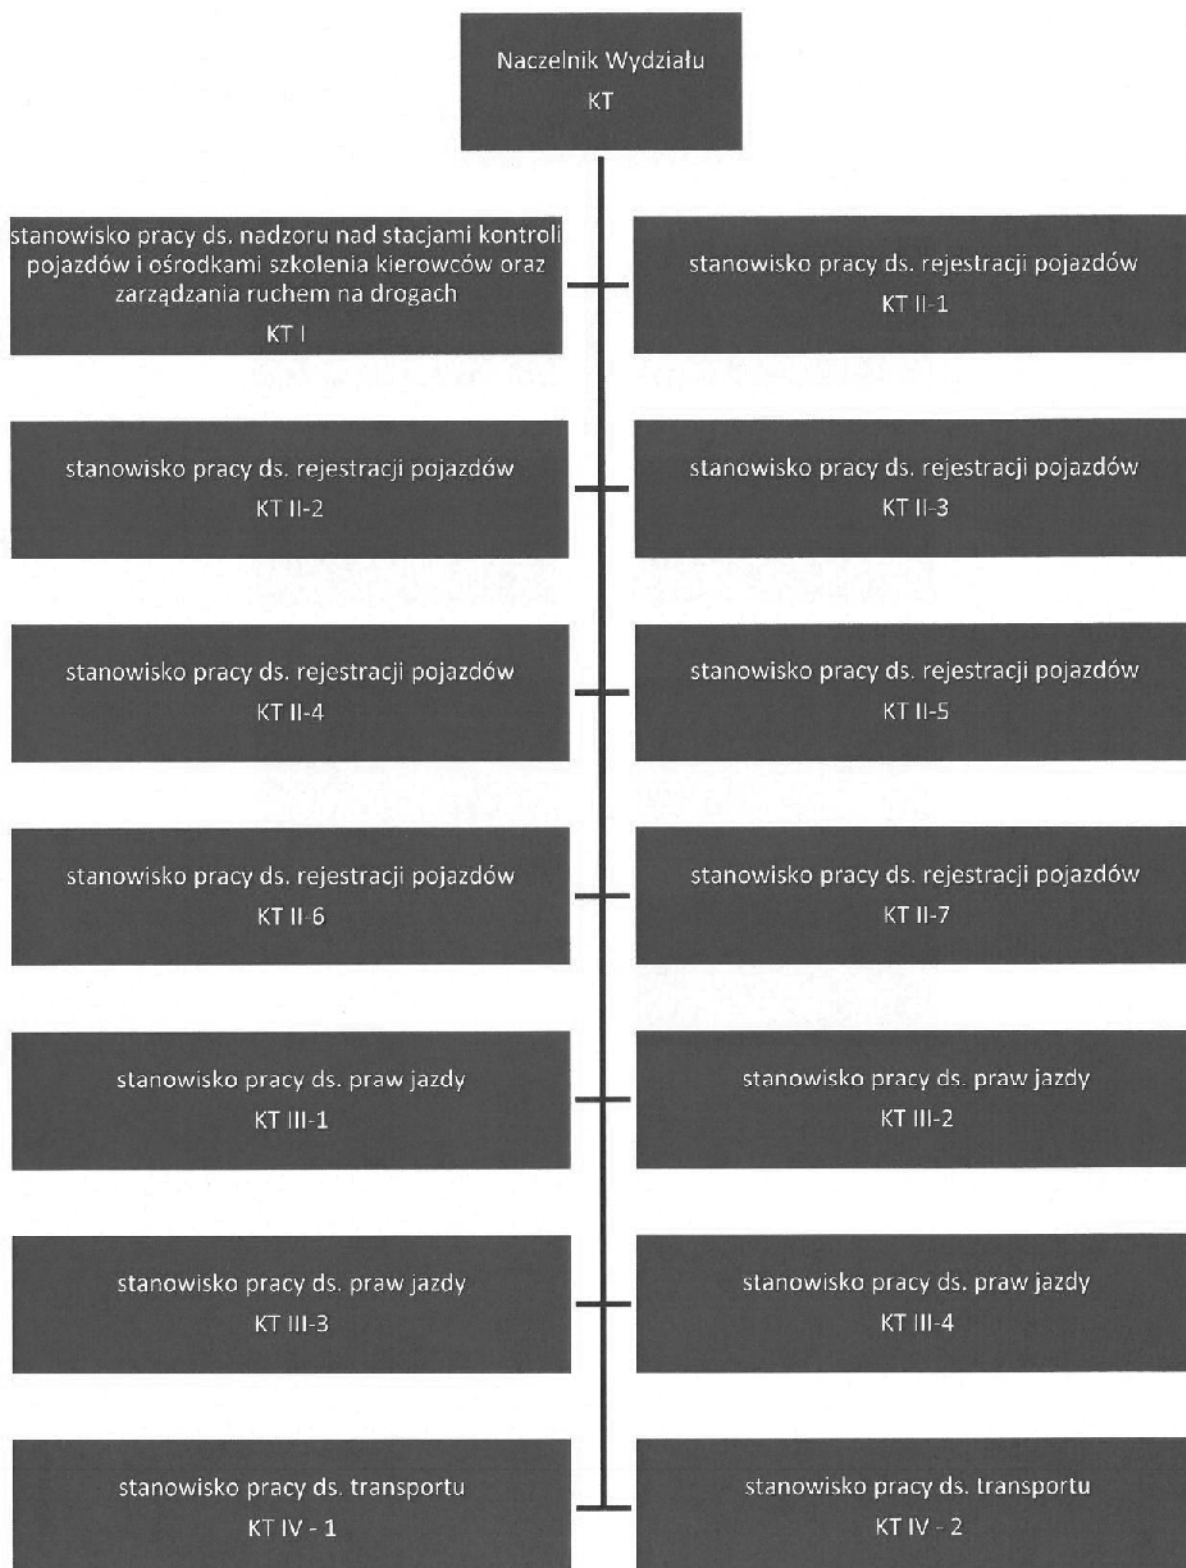 Naczelnik Wydziału
KT
stanowisko pracy ds. nadzoru nad stacjami kontroli
pojazdów i ośrodkami szkolenia kierowców oraz
zarządzania ruchem na drogach
KT I
stanowisko pracy ds. rejestracji pojazdów
KT II-1
stanowisko pracy ds. rejestracji pojazdów
KT II-2
stanowisko pracy ds. rejestracji pojazdów
KT II-3
stanowisko pracy ds. rejestracji pojazdów
KT II-4
stanowisko pracy ds. rejestracji pojazdów
KT II-5
stanowisko pracy ds. rejestracji pojazdów
KT II-6
stanowisko pracy ds. rejestracji pojazdów
KT II-7
stanowisko pracy ds. praw jazdy
KT III-1
stanowisko pracy ds. praw jazdy
KT III-2
stanowisko pracy ds. praw jazdy
KT III-3
stanowisko pracy ds. praw jazdy
KT III-4
stanowisko pracy ds. transportu
KT IV - 1
stanowisko pracy ds. transportu
KT IV - 2